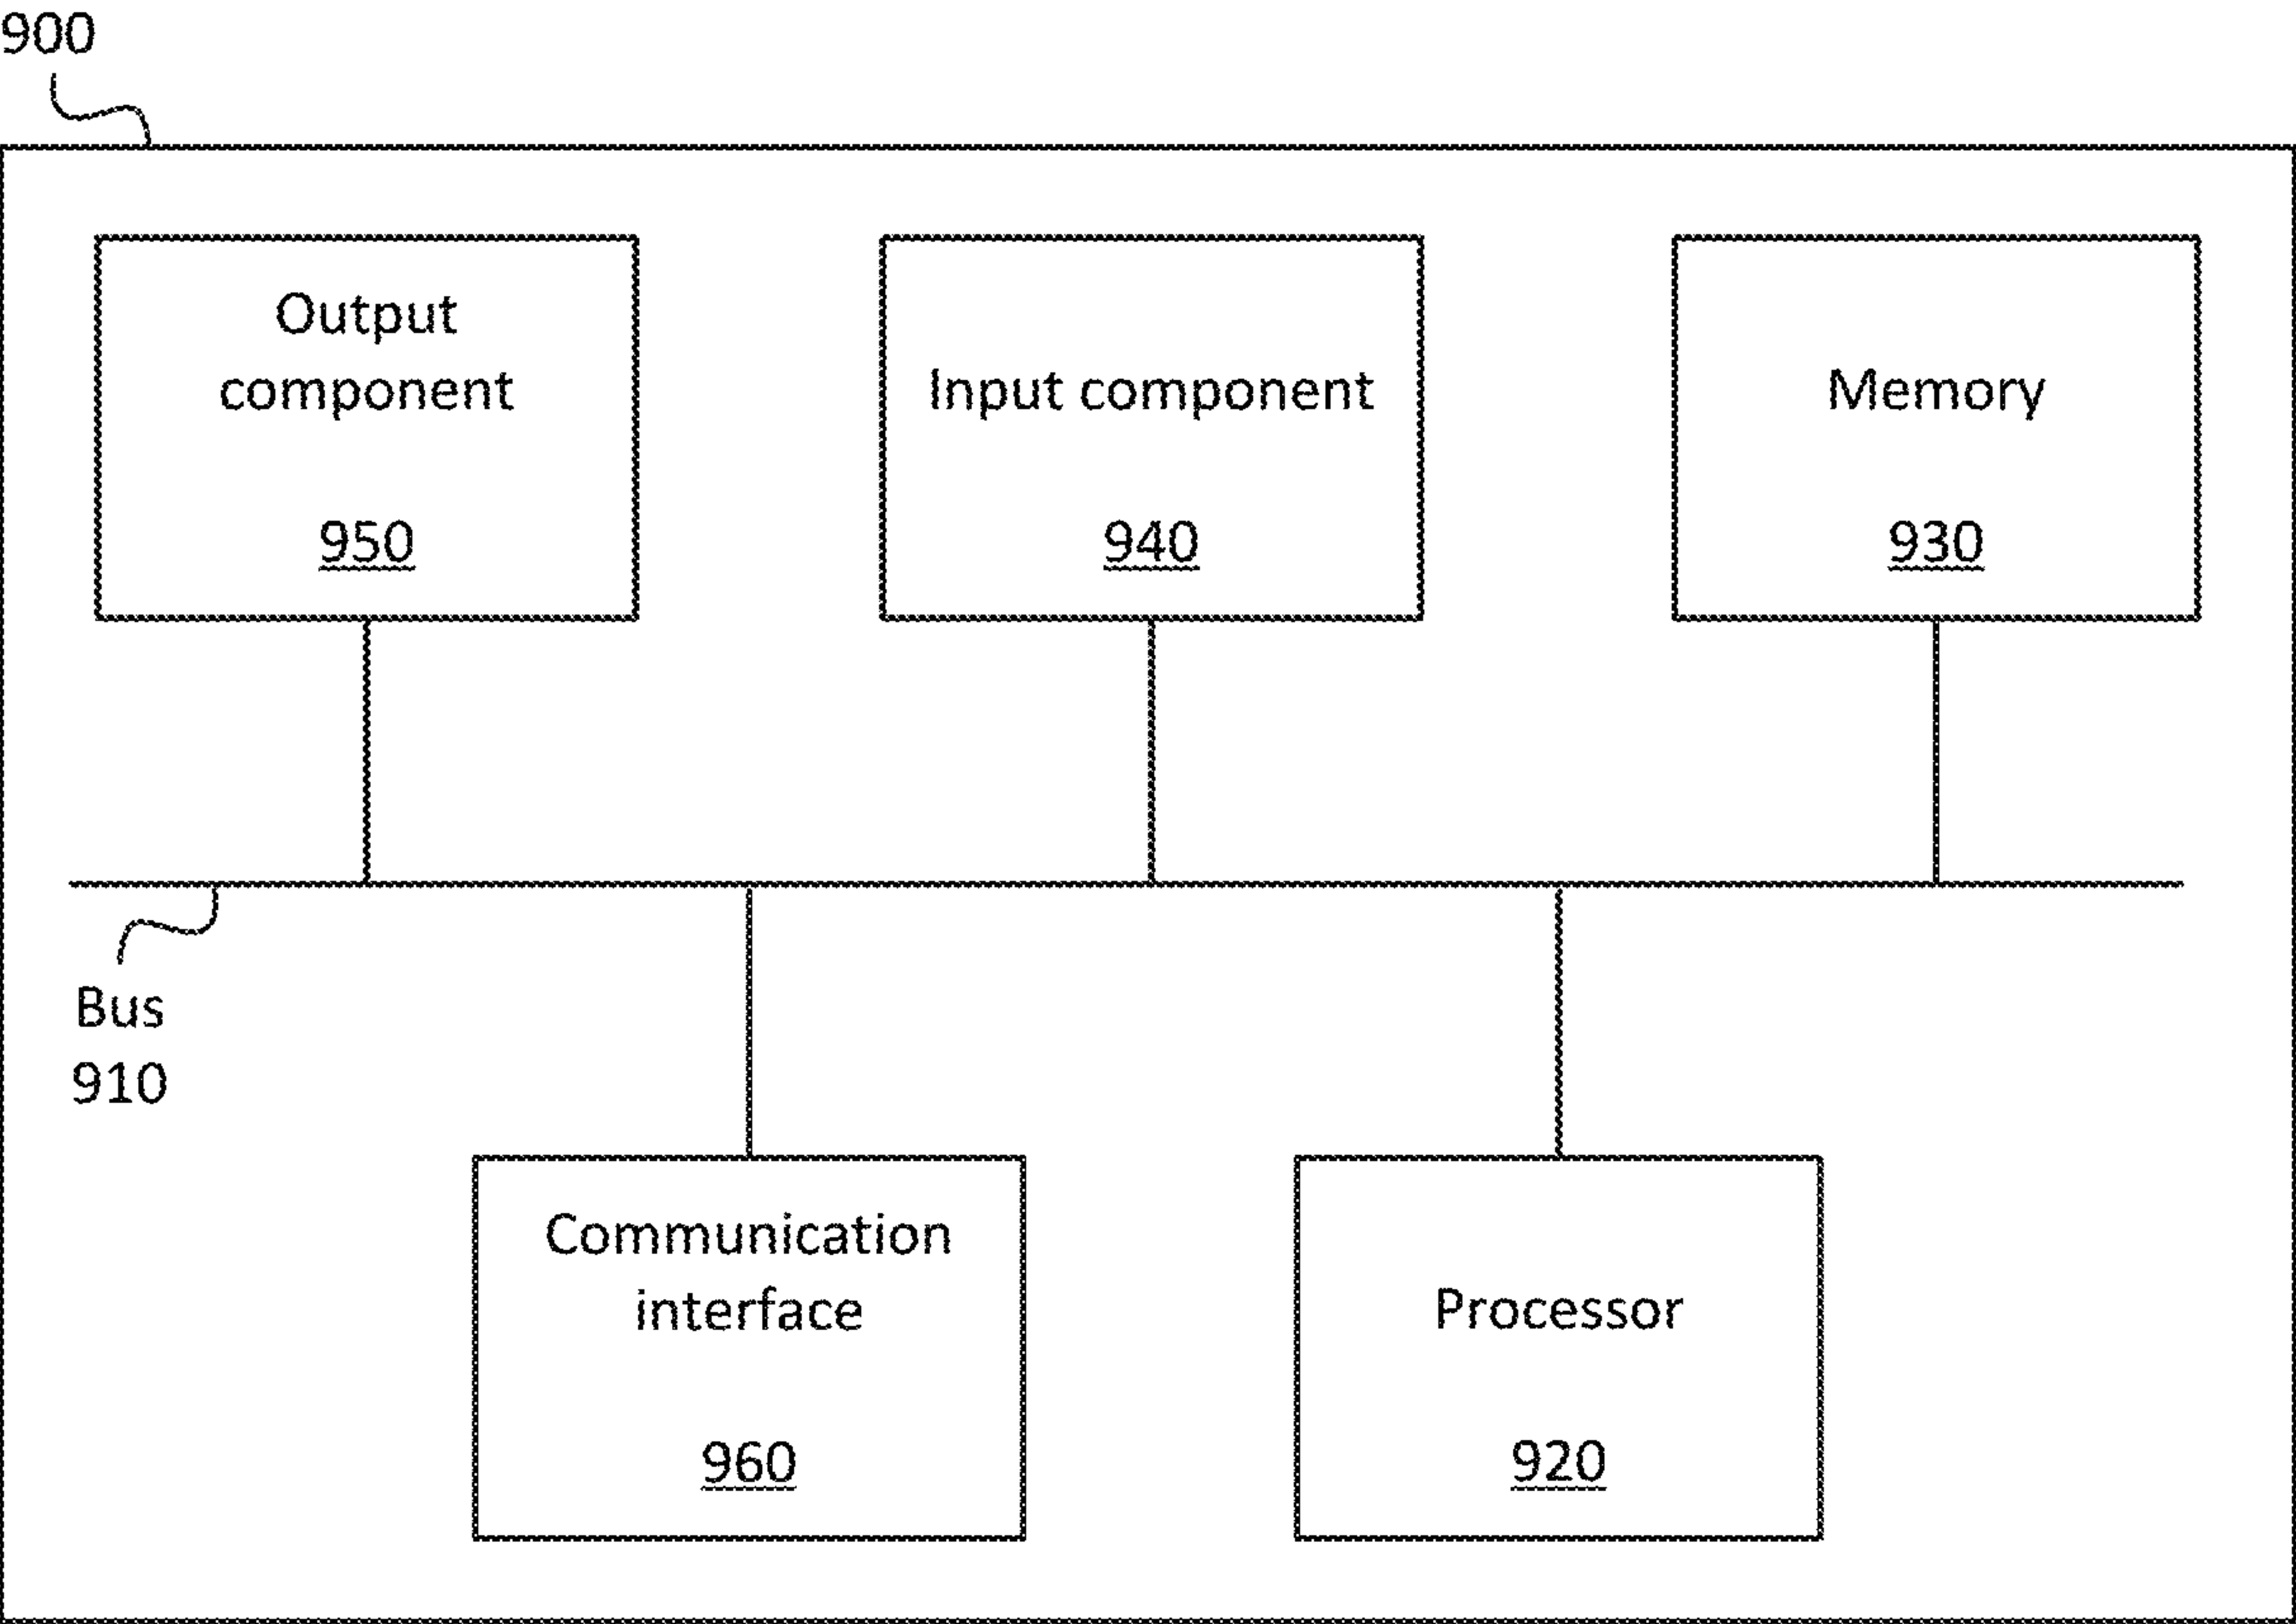 900
Output
component
950
Input component
940
Memory
930
Bus
910
Communication
interface
960
Processor
920